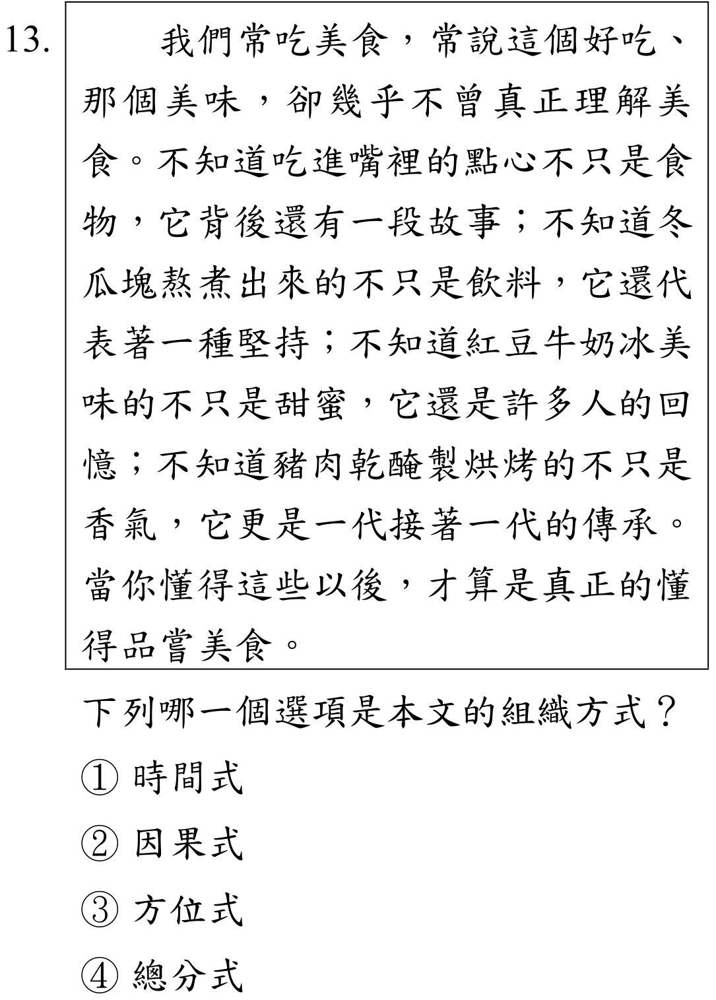 13. 我們常吃美食，常說這個好吃、
那個美味，卻幾乎不曾真正理解美
食。不知道吃進嘴裡的點心不只是食
物，它背後還有一段故事；不知道冬
瓜塊熬煮出來的不只是飲料，它還代
表著一種堅持；不知道紅豆牛奶冰美
味的不只是甜蜜，它還是許多人的回
憶；不知道豬肉乾醃製烘烤的不只是
香氣，它更是一代接著一代的傳承。
當你懂得這些以後，才算是真正的懂
得品嘗美食。
下列哪一個選項是本文的組織方式？
① 時間式
② 因果式
③ 方位式
④ 總分式